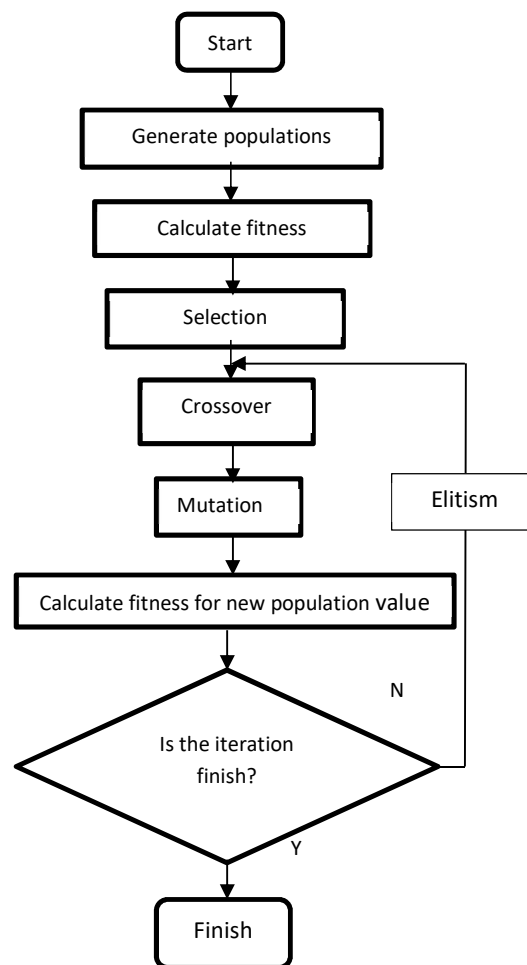 Start
Generate populations
Calculate fitness
Selection
Crossover
Mutation
Elitism
Calculate fitness for new population value
N
Is the iteration
finish?
Y
Finish